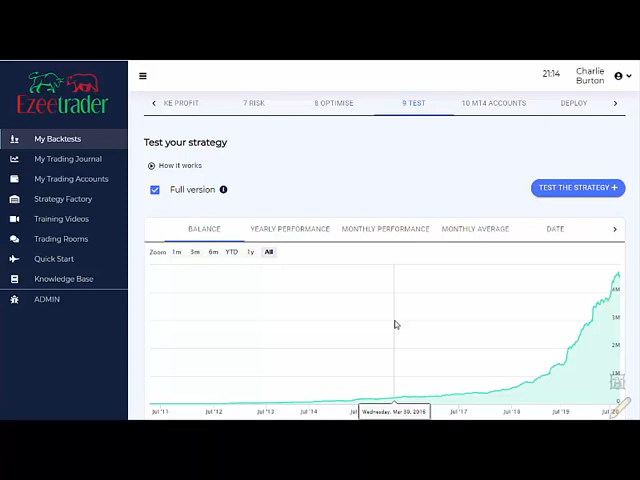 Ezeetrader
My Backtests
My Trading Journal
My Trading Accounts
Strategy Factory
Training Videos
Trading Rooms
Quick Start
Knowledge Base
ADMIN
21:14
Charlie
Burton
KE PROFIT
7 RISK
8 OPTIMISE
9 TEST
10 MT4 ACCOUNTS
DEPLOY
Test your strategy
How it works
Full version
TEST THE STRATEGY +
BALANCE
YEARLY PERFORMANCE
MONTHLY PERFORMANCE
MONTHLY AVERAGE
DATE
Zoom 1m 3m 6m YTD 1y All
4M
3M
2M
1M
0
Jul '11 Jul '12 Jul '13 Jul '14 Jul '17 Jul '18 Jul '19 Jul '20
Wednesday, Mar 30, 2016